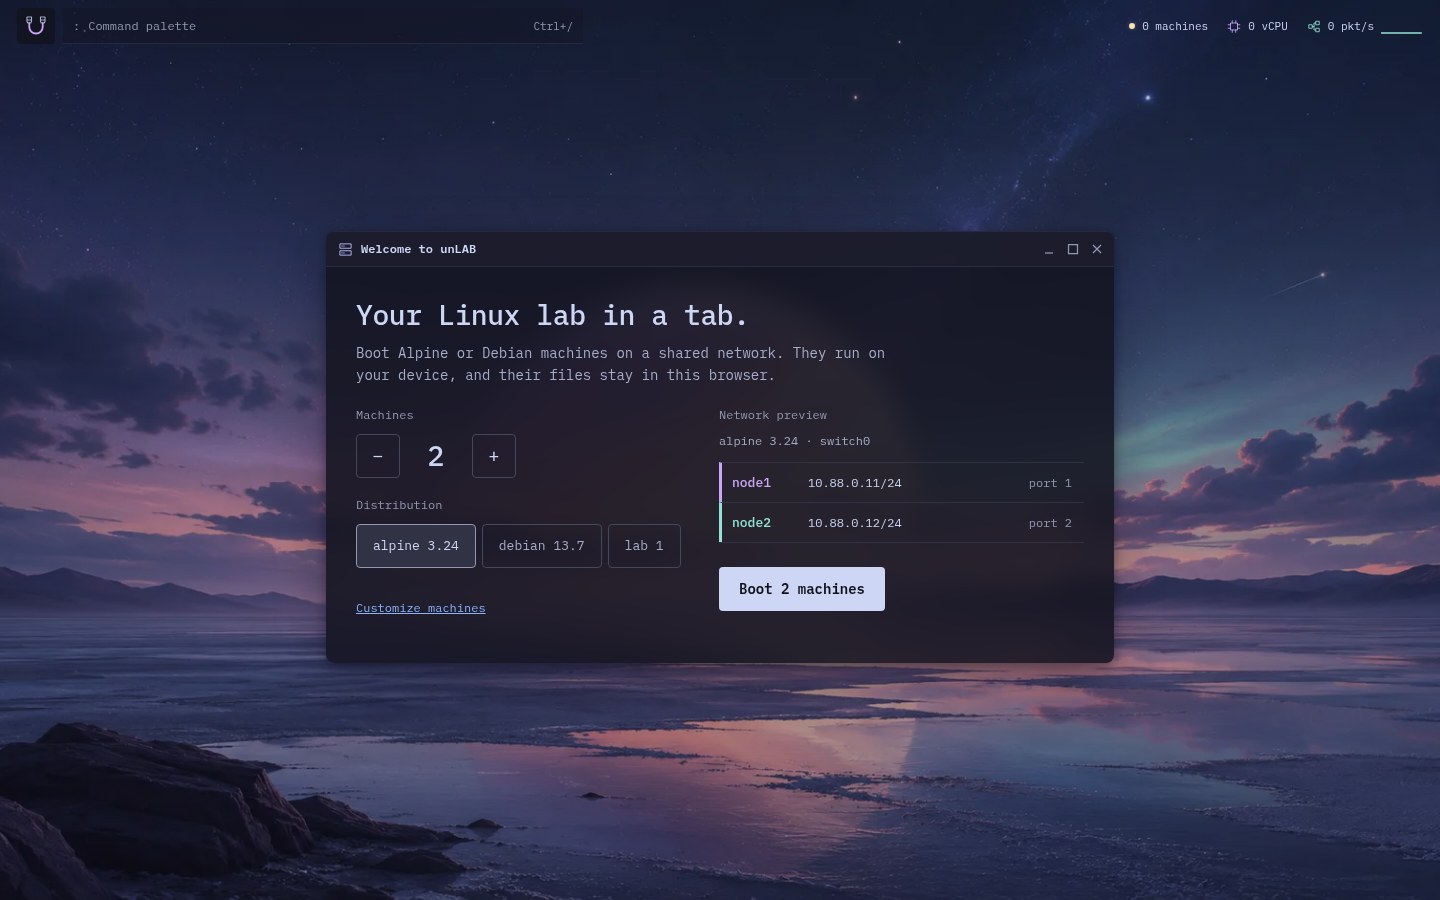 : Command palette
Ctrl+/
0 machines
0 vCPU
0 pkt/s
Welcome to unLAB
Your Linux lab in a tab.
Boot Alpine or Debian machines on a shared network. They run on
your device, and their files stay in this browser.
Machines
− 2 +
Distribution
alpine 3.24
debian 13.7
lab 1
Customize machines
Network preview
alpine 3.24 · switch0
node1 10.88.0.11/24 port 1
node2 10.88.0.12/24 port 2
Boot 2 machines